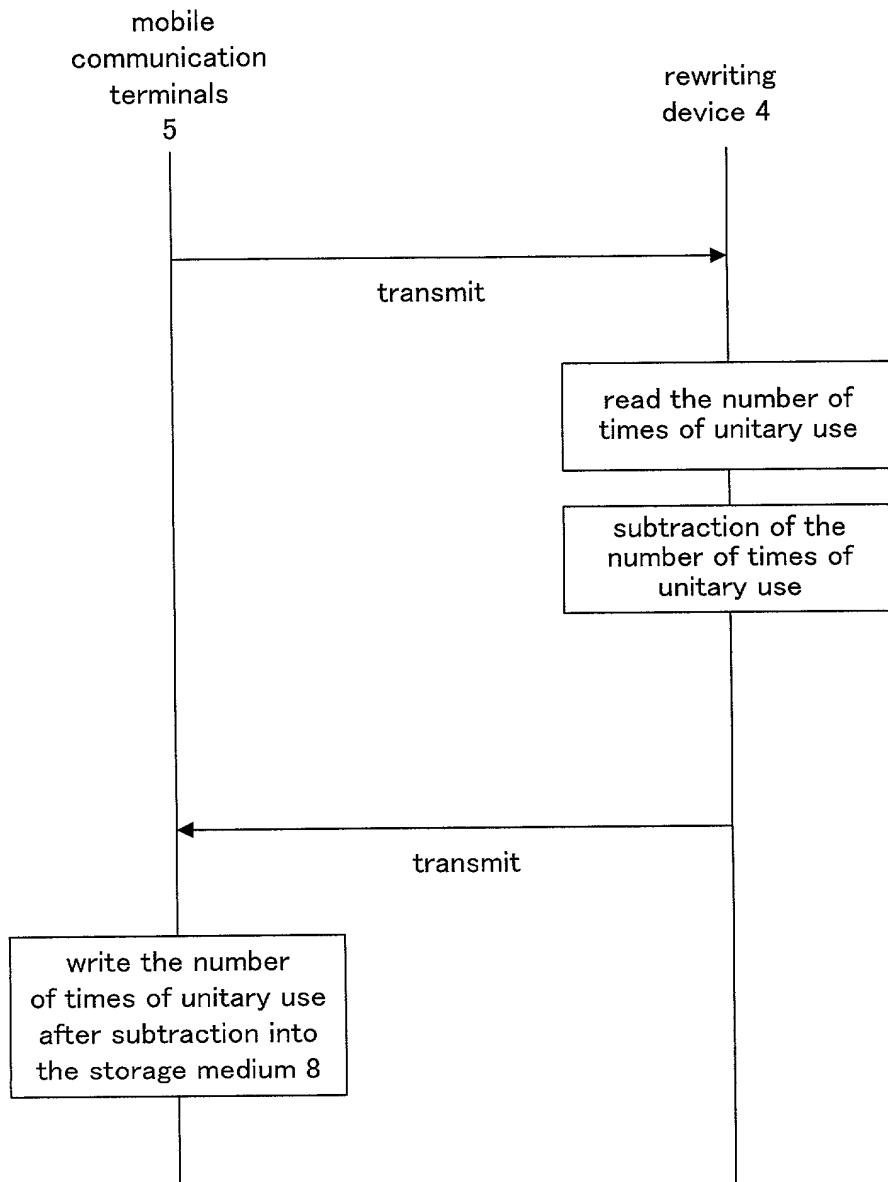 mobile
communication
terminals
5
rewriting
device 4
transmit
read the number of
times of unitary use
subtraction of the
number of times of
unitary use
transmit
write the number
of times of unitary use
after subtraction into
the storage medium 8